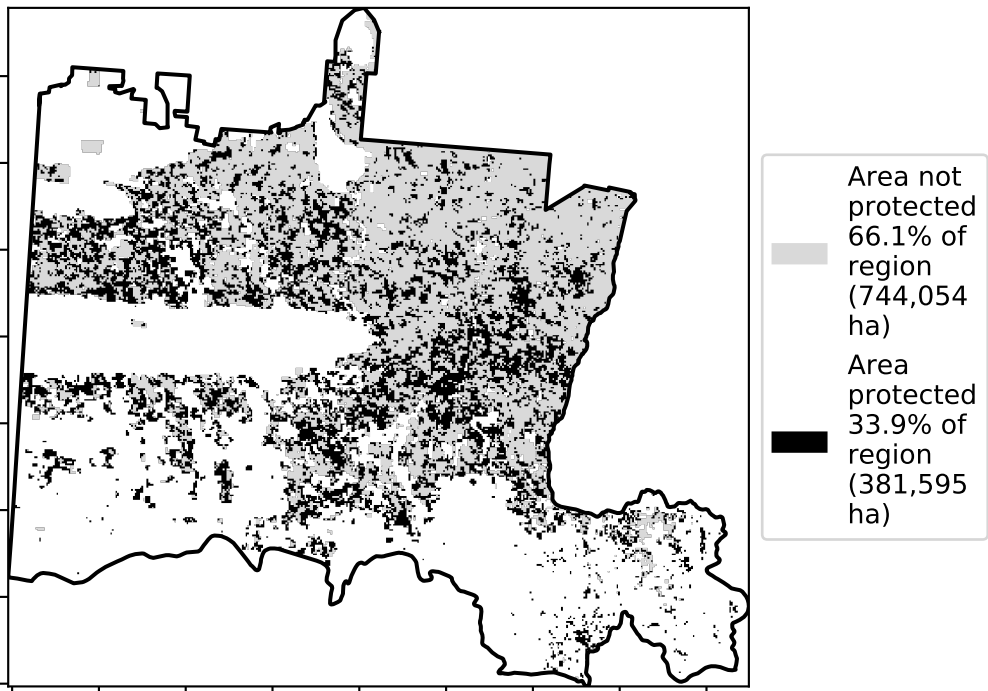 Area not
protected
66.1% of
region
(744,054
ha)
Area
protected
33.9% of
region
(381,595
ha)